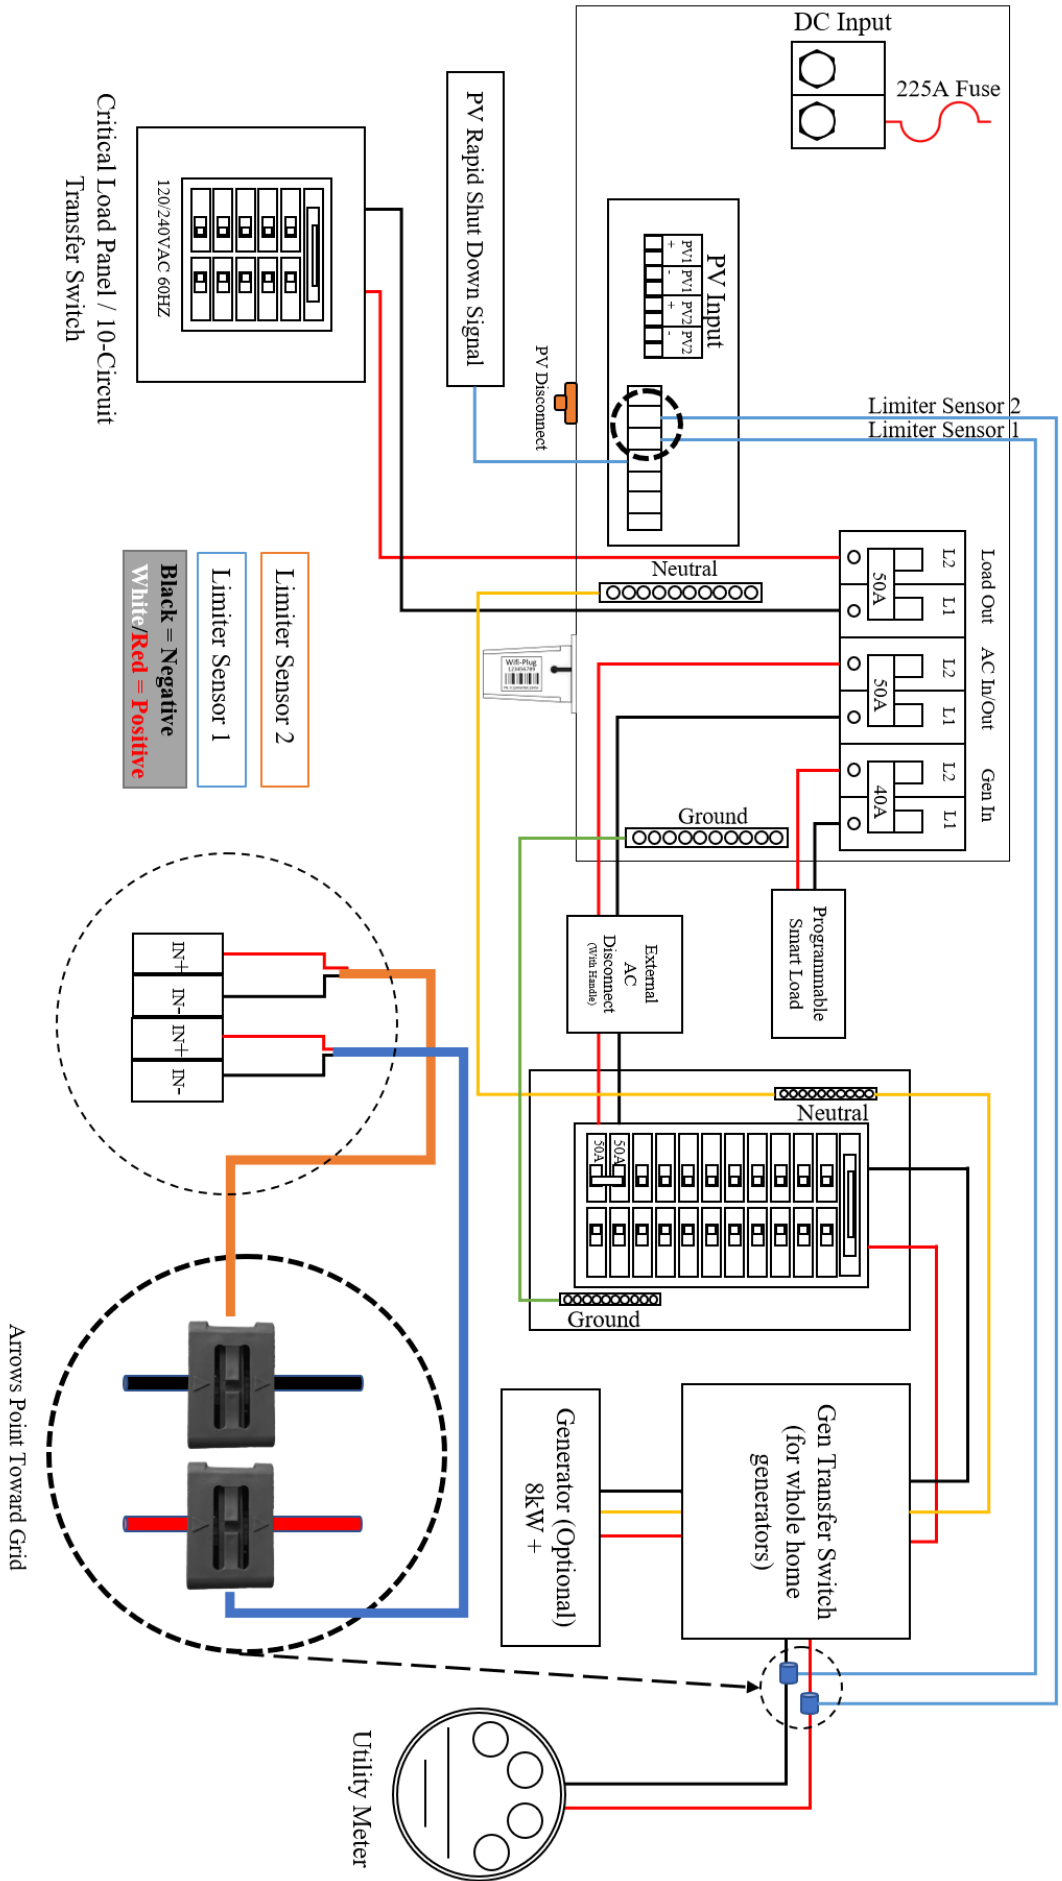 DC Input
225A Fuse
PV Rapid Shut Down Signal
Critical Load Panel / 10-Circuit
Transfer Switch
120/240VAC 60HZ
PV Input
PV1 PV1 PV2 PV2
+ - + -
PV Disconnect
Limiter Sensor 2
Limiter Sensor 1
Load Out
L2 L1
50A
AC In/Out
L2 L1
50A
Gen In
L2 L1
40A
Neutral
Wifi-Plug
Ground
Limiter Sensor 2
Limiter Sensor 1
Black = Negative
White/Red = Positive
Programmable
Smart Load
External
AC
Disconnect
(With Handle)
IN+
IN-
IN+
IN-
Neutral
50A
50A
Ground
Gen Transfer Switch
(for whole home
generators)
Generator (Optional)
8kW +
Arrows Point Toward Grid
Utility Meter